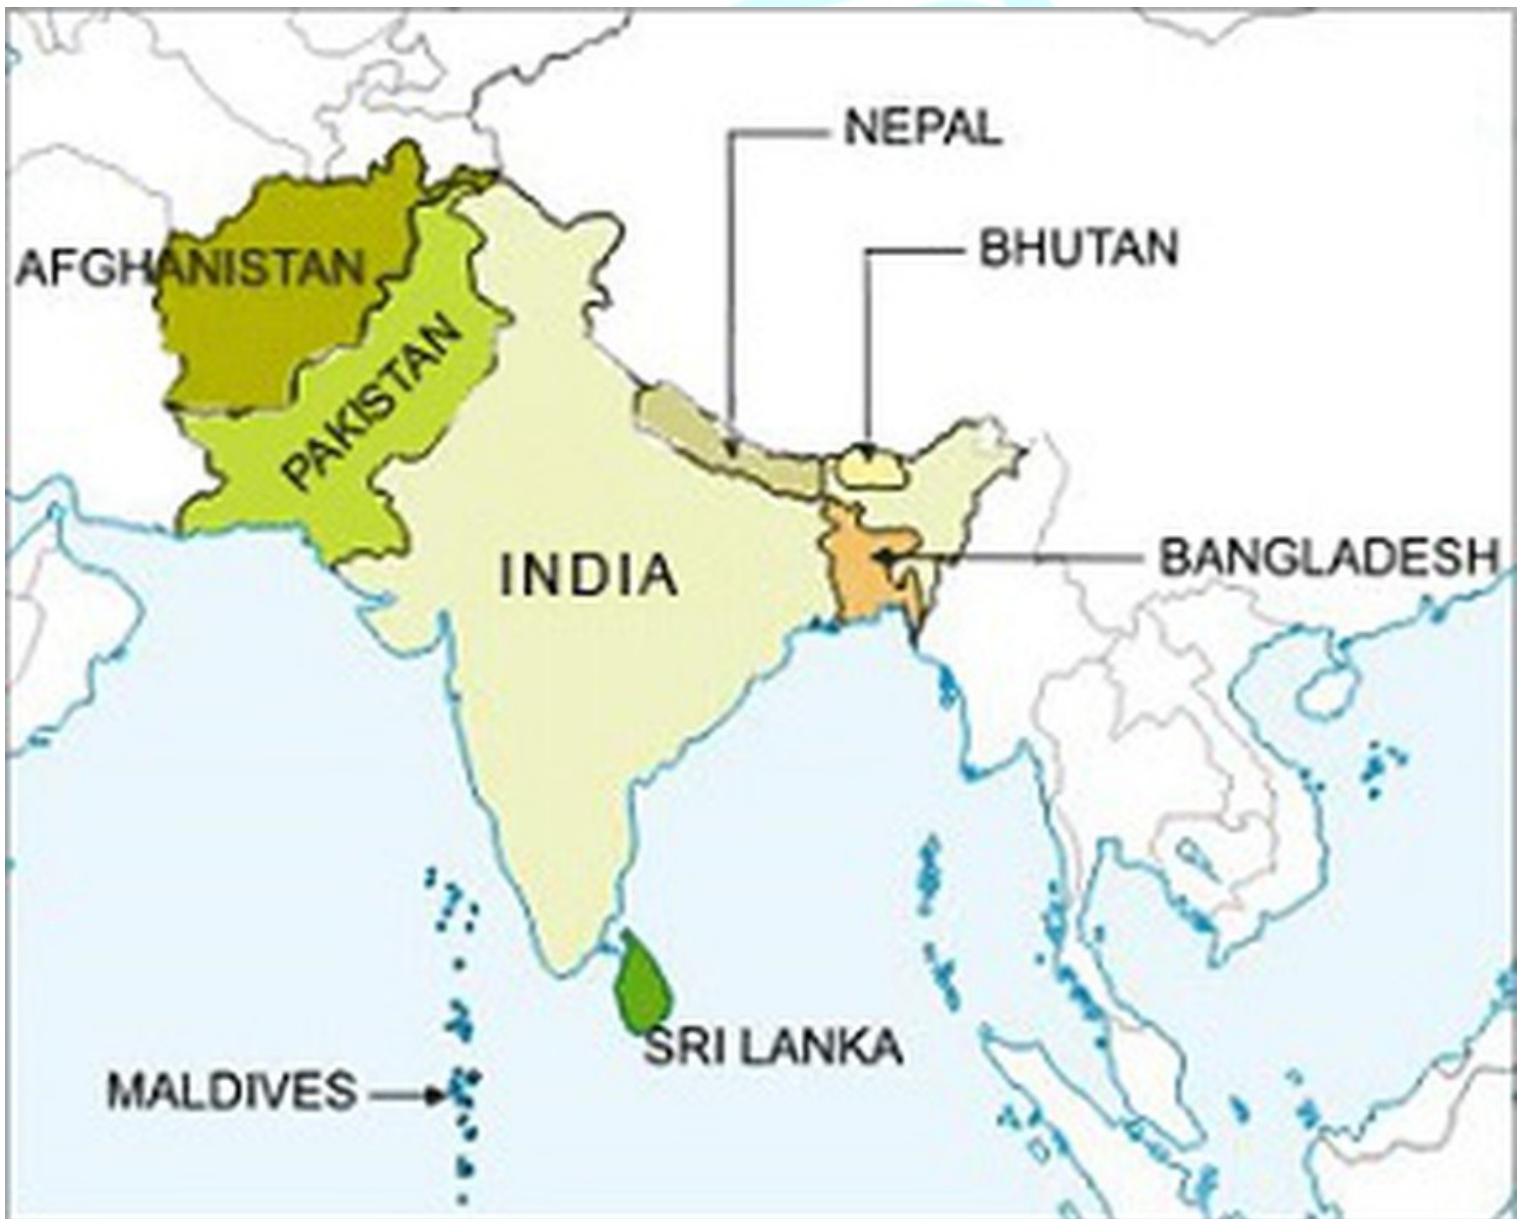 NEPAL
BHUTAN
AFGHANISTAN
PAKISTAN
BANGLADESH
INDIA
SRI LANKA
MALDIVES